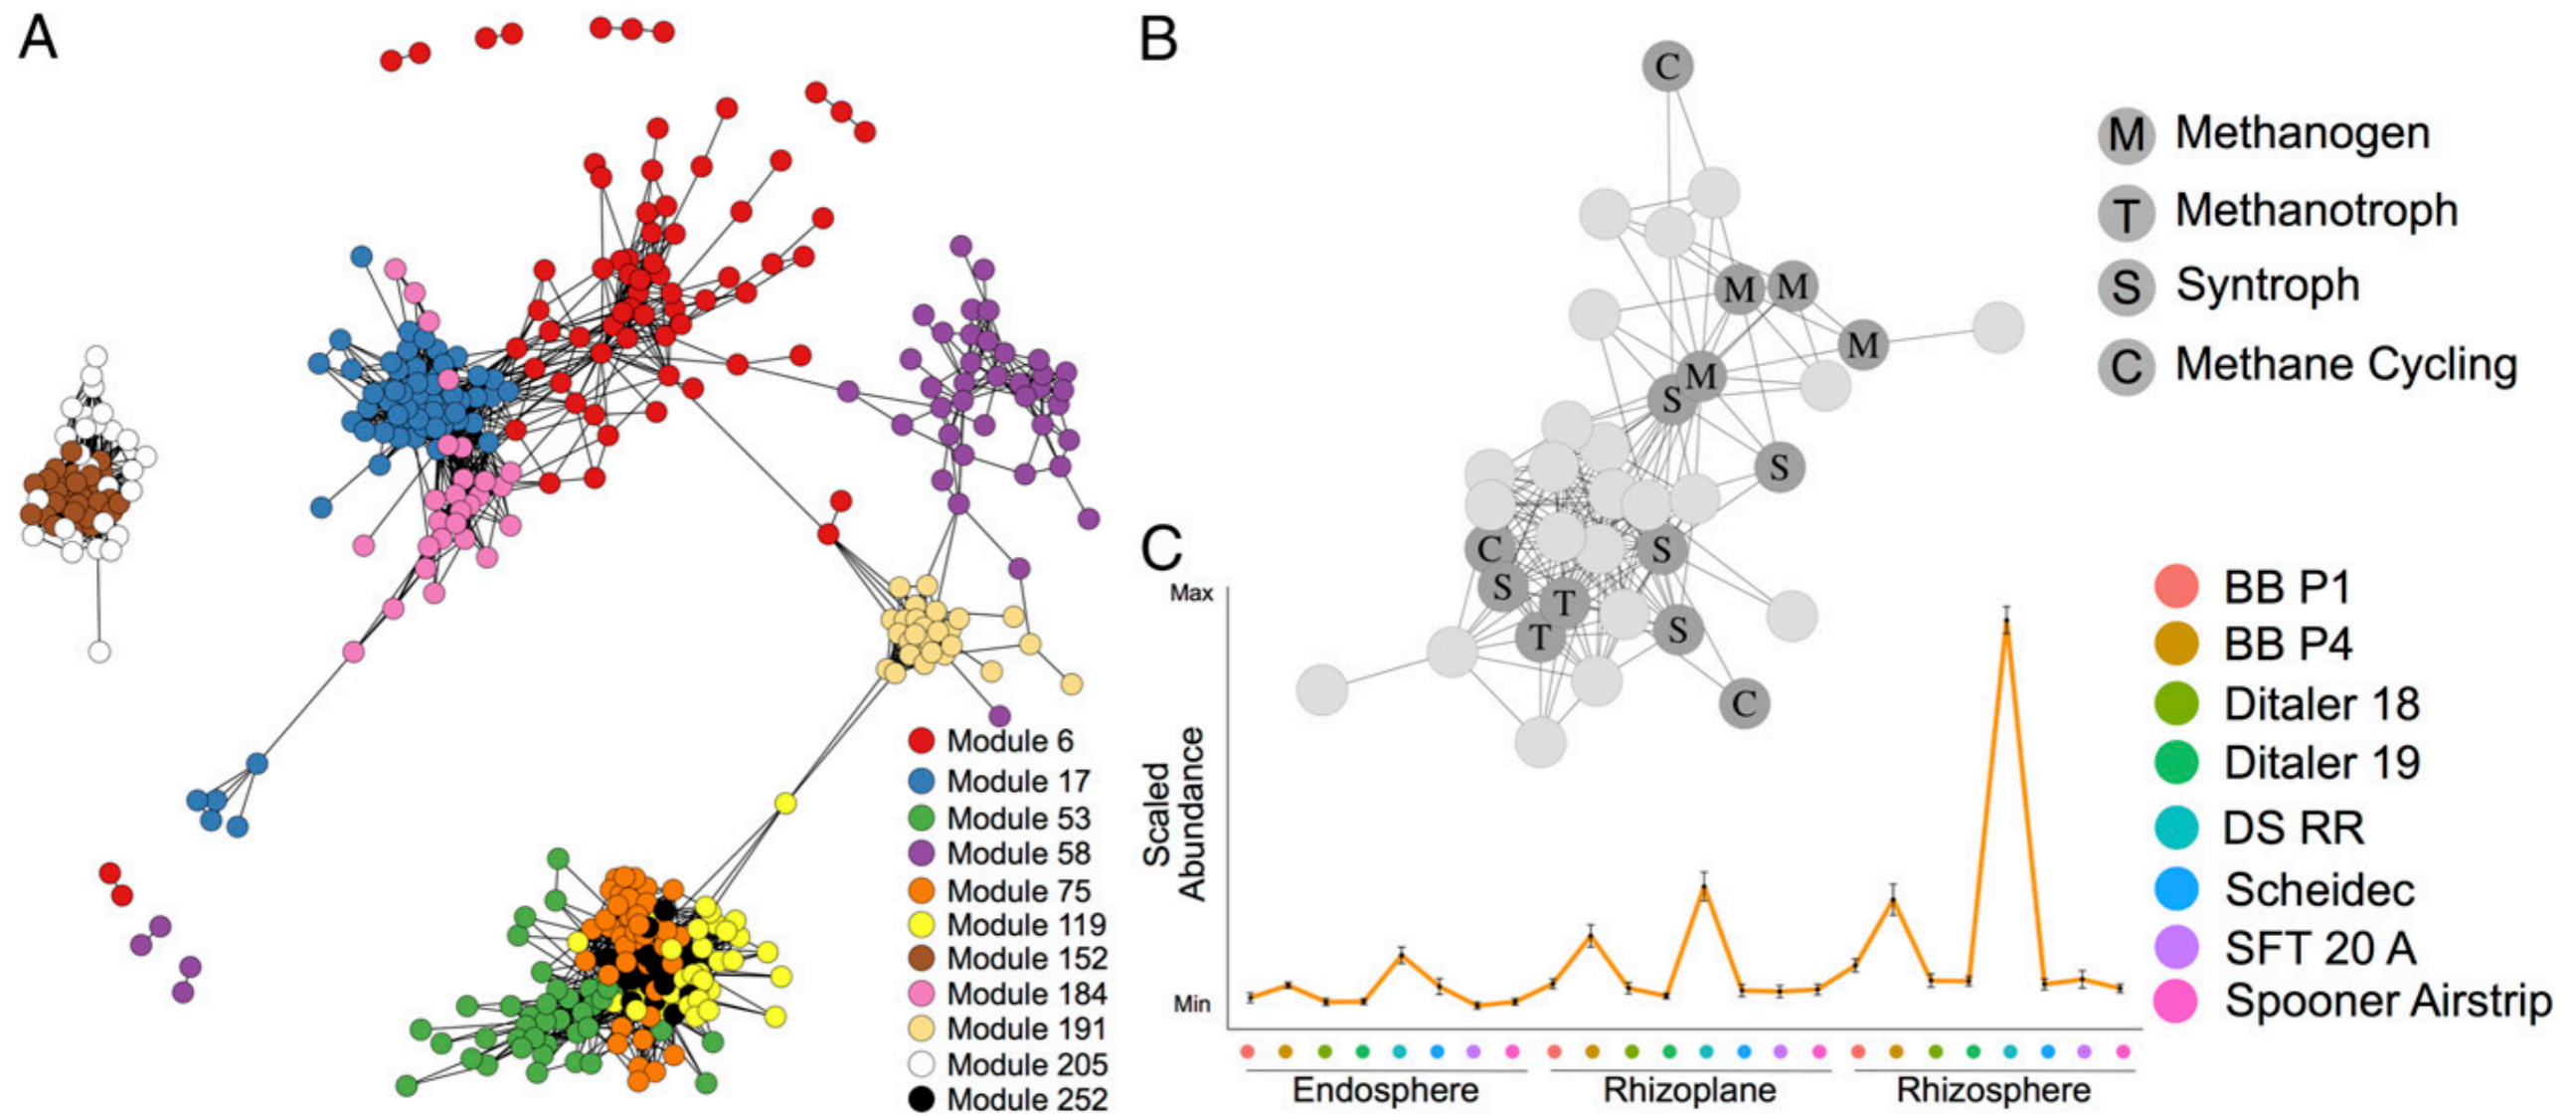 A
Module 6
Module 17
Module 53
Module 58
Module 75
Module 119
Module 152
Module 184
Module 191
Module 205
Module 252
B
C
M
M
M
M
S
S
C
S
S
T
T
S
C
M Methanogen
T Methanotroph
S Syntroph
C Methane Cycling
C
Max
Min
Scaled
Abundance
Endosphere
Rhizoplane
Rhizosphere
BB P1
BB P4
Ditaler 18
Ditaler 19
DS RR
Scheidec
SFT 20 A
Spooner Airstrip